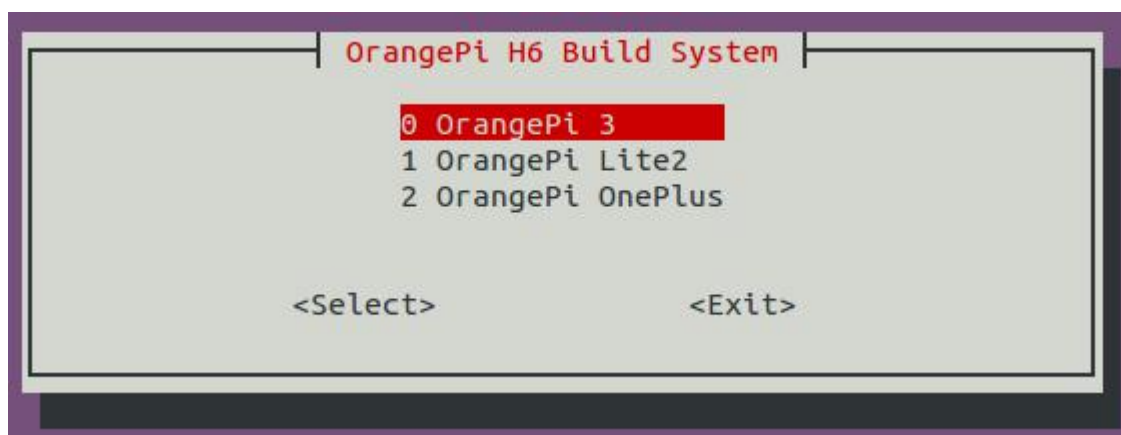 OrangePi H6 Build System
0 OrangePi 3
1 OrangePi Lite2
2 OrangePi OnePlus
<Select> <Exit>